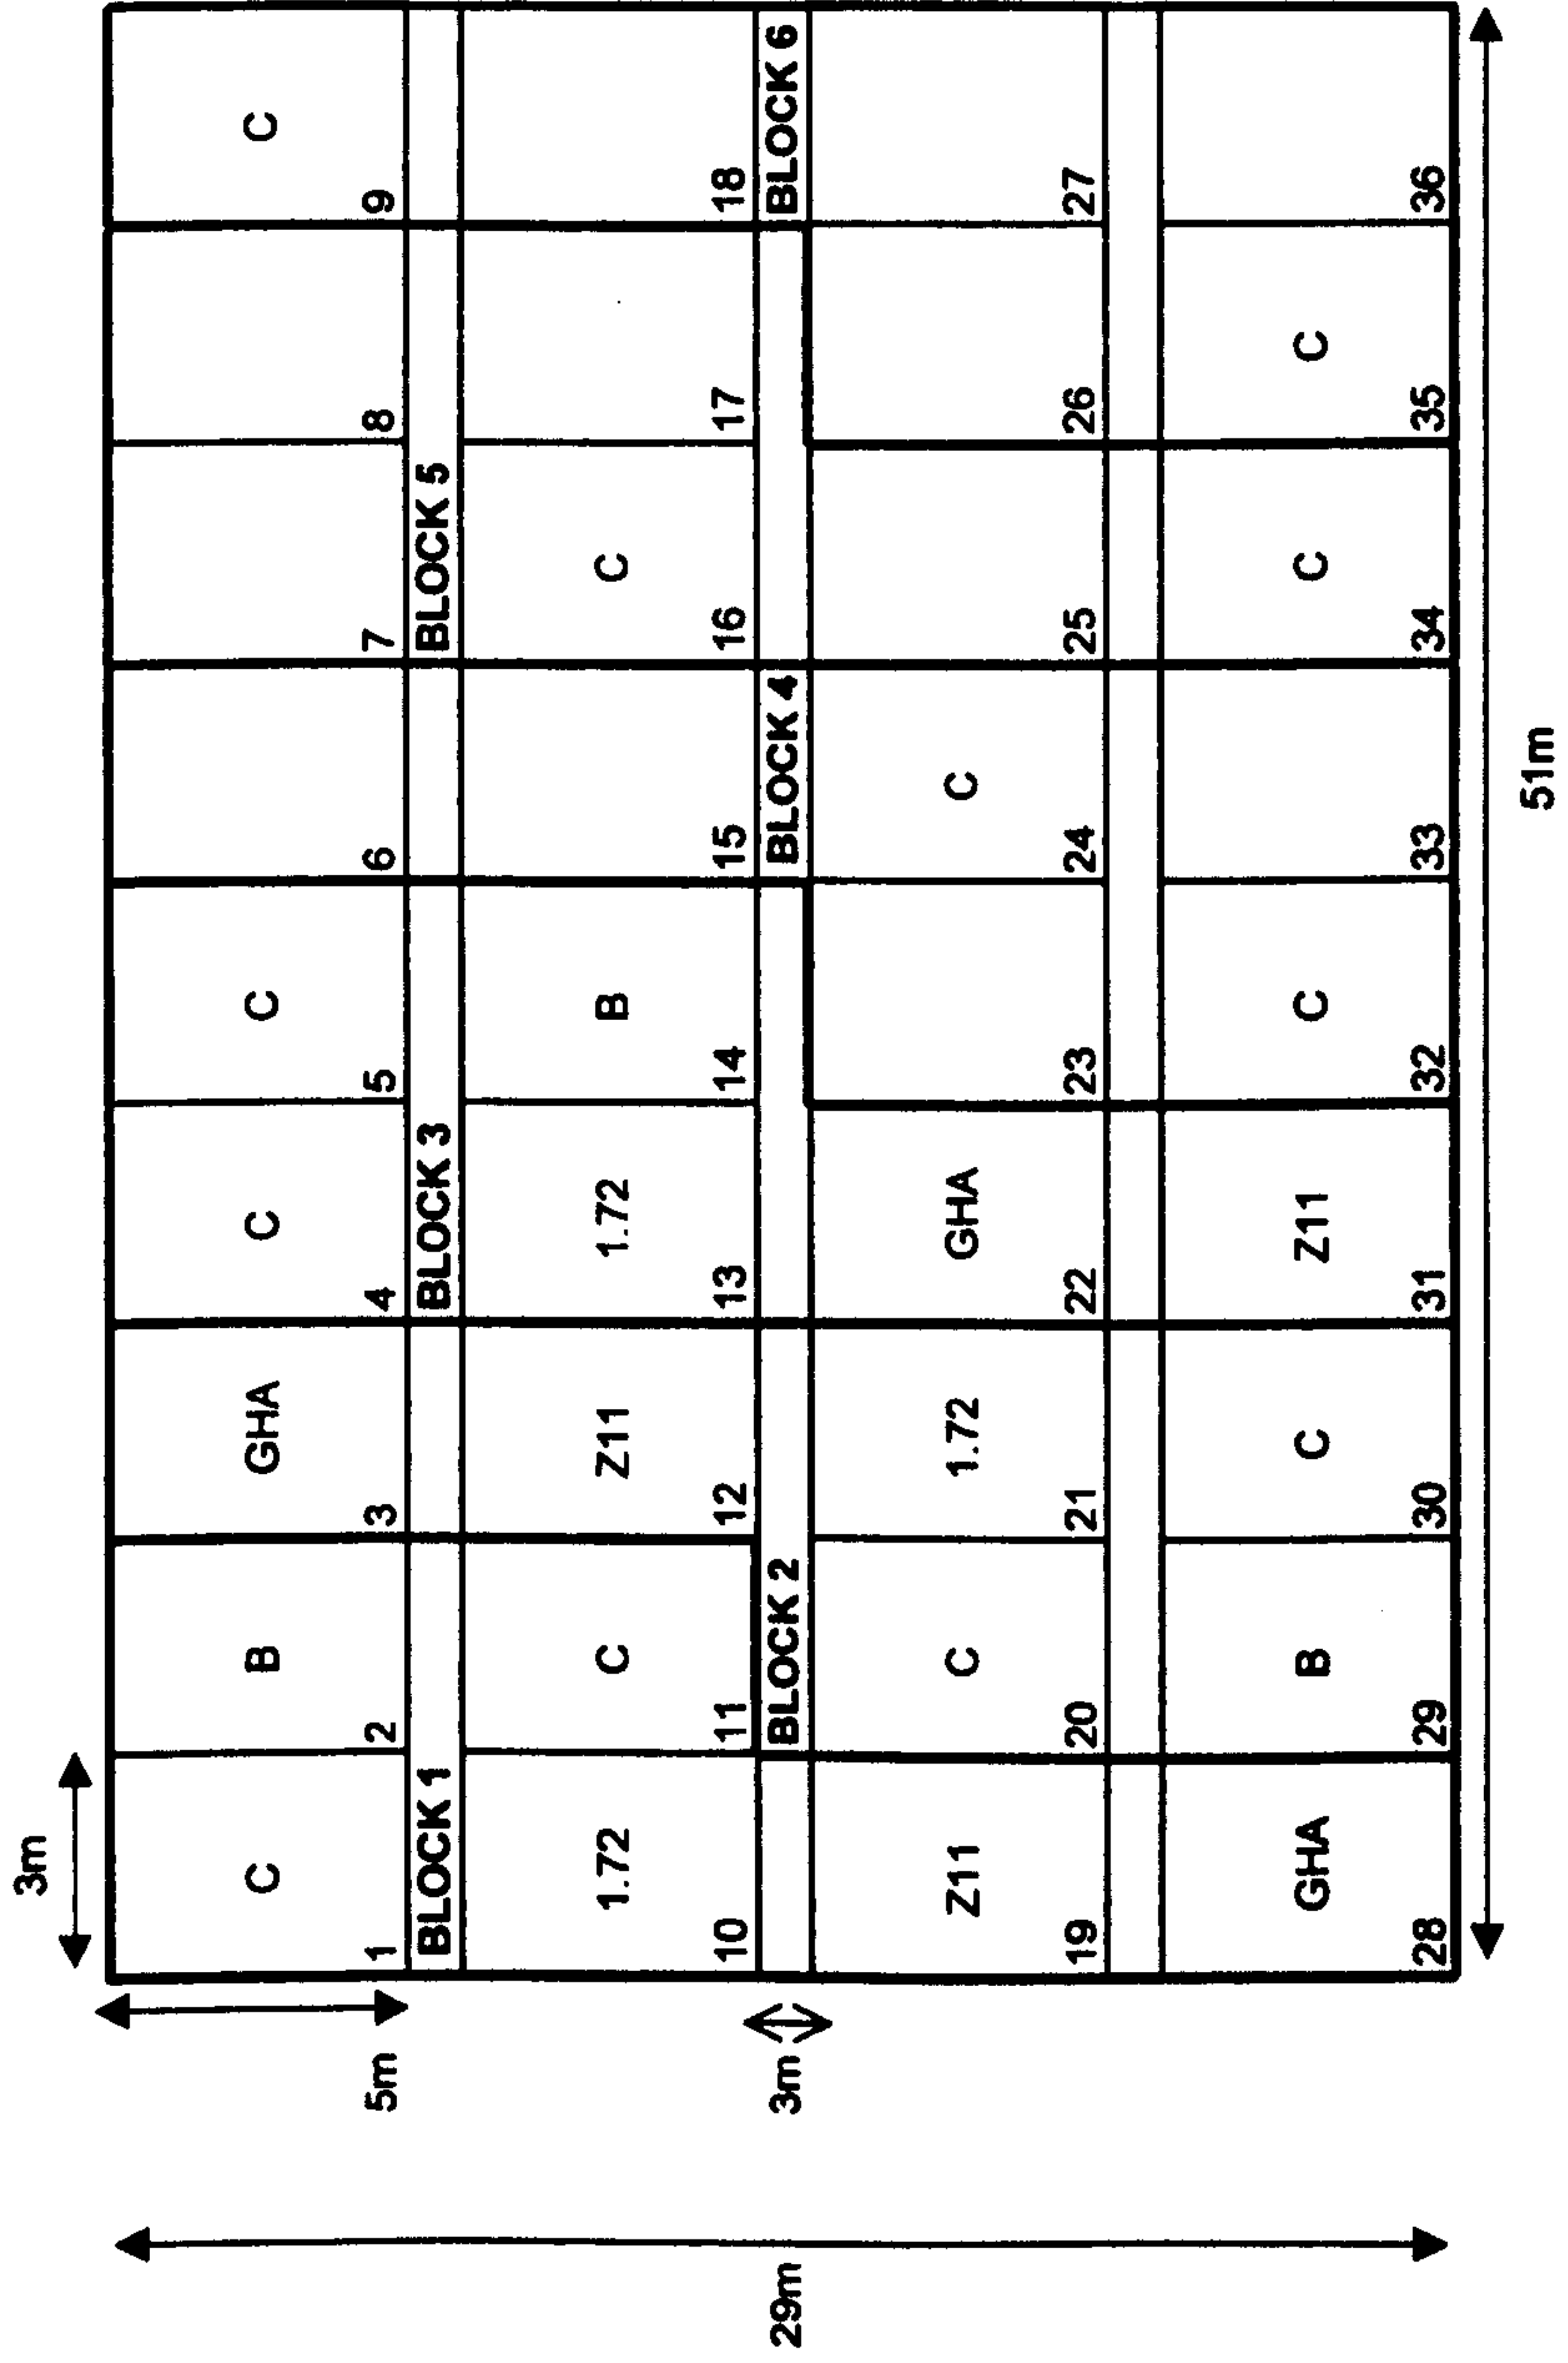 3m
C B GHA C C C
5m 1 2 3 4 5 6 7 8 9
BLOCK 1 BLOCK 3 BLOCK 5
1.72 C Z11 1.72 B C
10 11 12 13 14 15 16 17 18
29m 3m BLOCK 2 BLOCK 4 BLOCK 6
Z11 C 1.72 GHA C
19 20 21 22 23 24 25 26 27
GHA B C Z11 C C C
28 29 30 31 32 33 34 35 36
51m